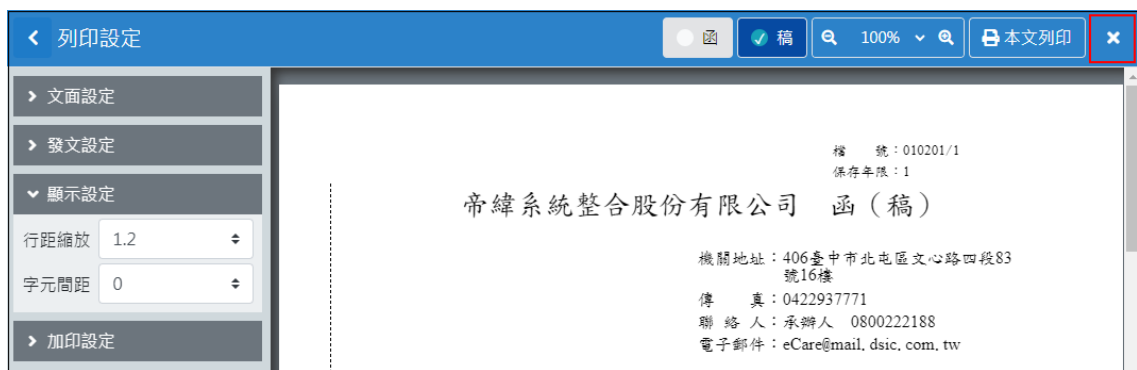 列印設定
函
稿
100%
本文列印
文面設定
發文設定
顯示設定
行距縮放 1.2
字元間距 0
加印設定
檔 號：010201/1
保存年限：1
帝緯系統整合股份有限公司 函（稿）
機關地址：406臺中市北屯區文心路四段83
號16樓
傳 真：0422937771
聯 絡 人：承辦人 0800222188
電子郵件：eCare@mail.dsic.com.tw